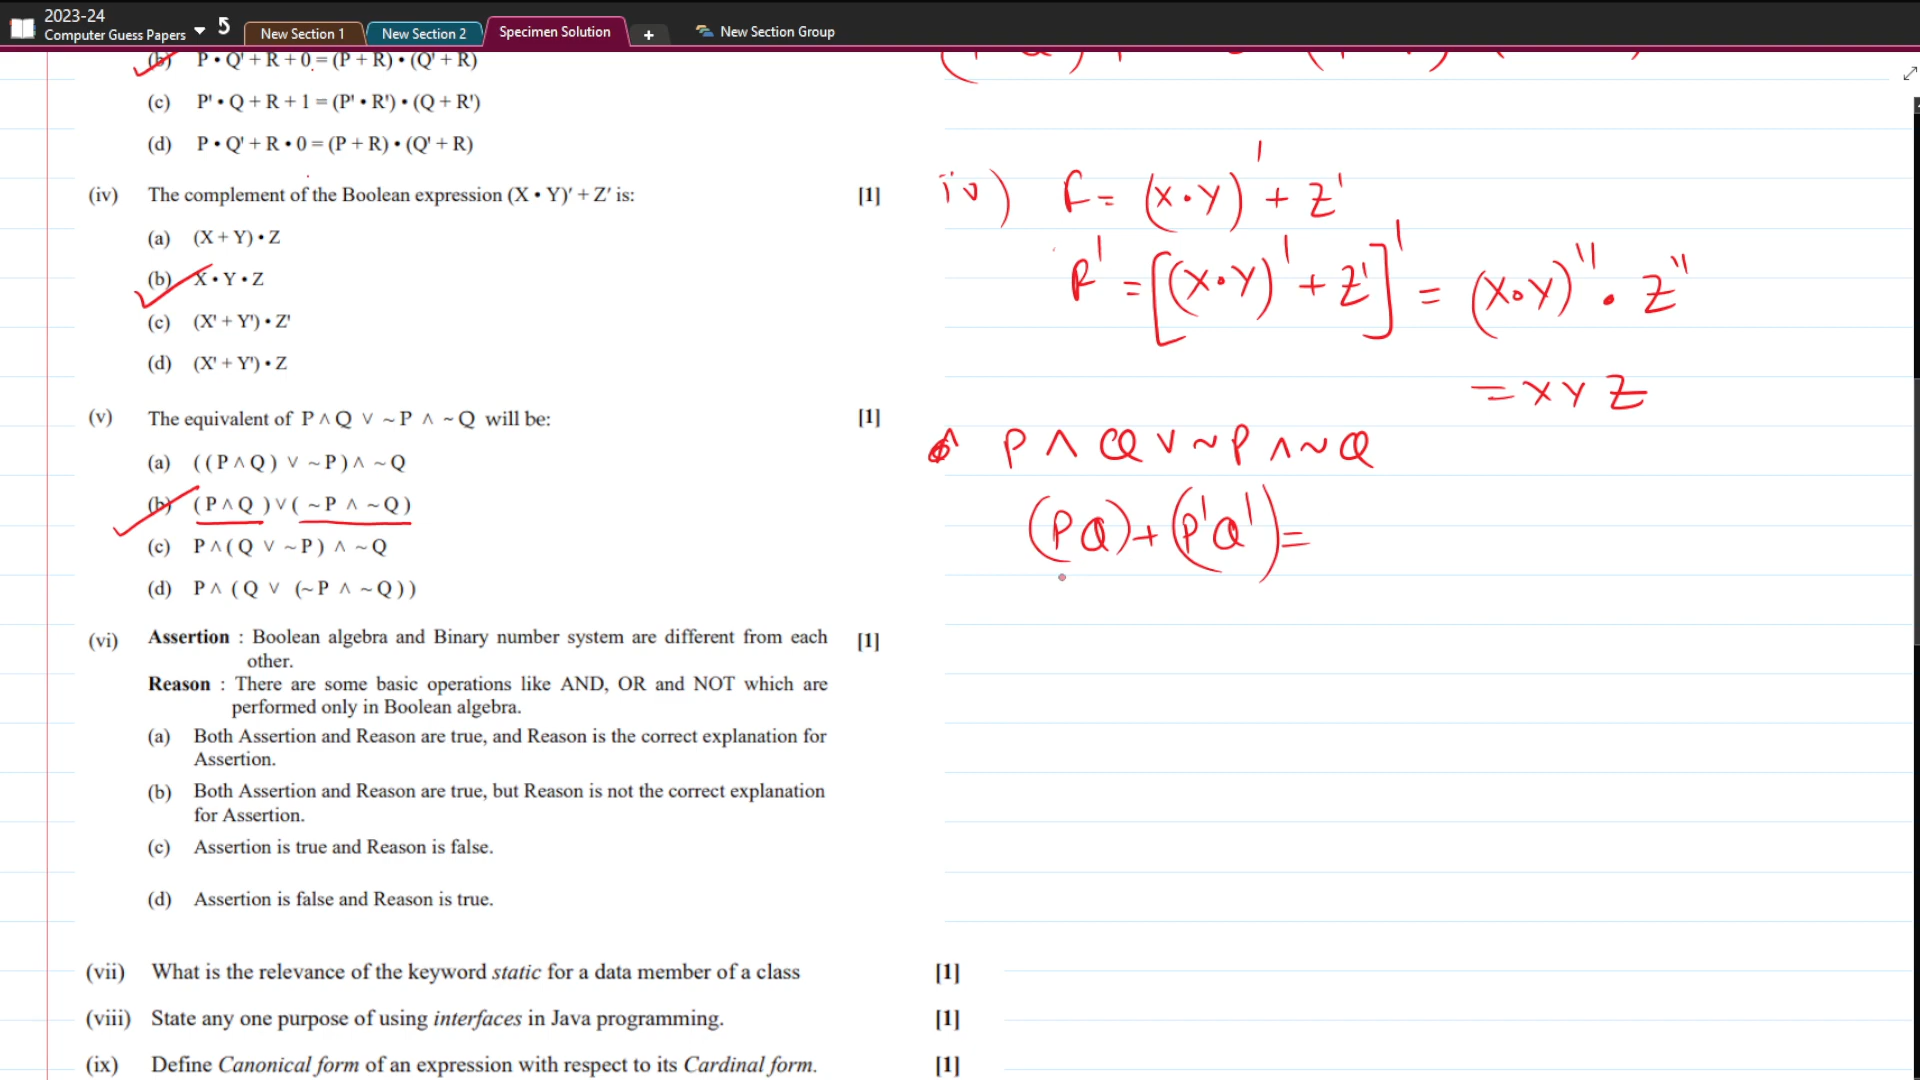 2023-24
Computer Guess Papers
New Section 1
New Section 2
Specimen Solution
+
New Section Group
(b) P • Q' + R + 0 = (P + R) • (Q' + R)
(c) P' • Q + R + 1 = (P' • R') • (Q + R')
(d) P • Q' + R • 0 = (P + R) • (Q' + R)
(iv) The complement of the Boolean expression (X • Y)′ + Z′ is: [1]
(a) (X + Y) • Z
(b) X • Y • Z
(c) (X' + Y') • Z'
(d) (X' + Y') • Z
(v) The equivalent of P ∧ Q ∨ ~ P ∧ ~ Q will be: [1]
(a) ( ( P ∧ Q ) ∨ ~ P ) ∧ ~ Q
(b) ( P ∧ Q ) ∨ ( ~ P ∧ ~ Q )
(c) P ∧ ( Q ∨ ~ P ) ∧ ~ Q
(d) P ∧ ( Q ∨ (~ P ∧ ~ Q ) )
(vi) Assertion : Boolean algebra and Binary number system are different from each [1]
other.
Reason : There are some basic operations like AND, OR and NOT which are
performed only in Boolean algebra.
(a) Both Assertion and Reason are true, and Reason is the correct explanation for
Assertion.
(b) Both Assertion and Reason are true, but Reason is not the correct explanation
for Assertion.
(c) Assertion is true and Reason is false.
(d) Assertion is false and Reason is true.
(vii) What is the relevance of the keyword static for a data member of a class [1]
(viii) State any one purpose of using interfaces in Java programming. [1]
(ix) Define Canonical form of an expression with respect to its Cardinal form. [1]
iv) R = (X • Y)' + Z'
R' = [(X • Y)' + Z']' = (X • Y)'' • Z''
= X Y Z
P ∧ Q ∨ ~ P ∧ ~ Q
(P Q) + (P' Q') =